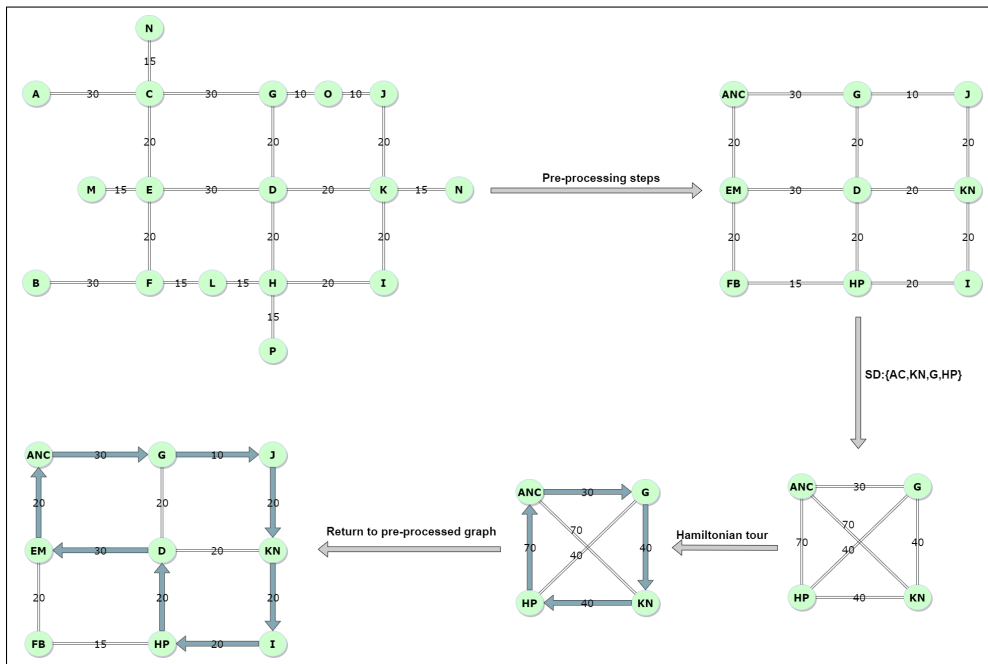 N
15
A 30 C 30 G 10 O 10 J
20 20 20
M 15 E 30 D 20 K 15 N
20 20 20
B 30 F 15 L 15 H 20 I
15
P
Pre-processing steps
ANC 30 G 10 J
20 20 20
EM 30 D 20 KN
20 20 20
FB 15 HP 20 I
SD:{AC,KN,G,HP}
ANC 30 G
70 70 40 40
HP 40 KN
Hamiltonian tour
ANC 30 G
70 70 40 40
HP 40 KN
Return to pre-processed graph
ANC 30 G 10 J
20 20 20
EM 30 D 20 KN
20 20 20
FB 15 HP 20 I